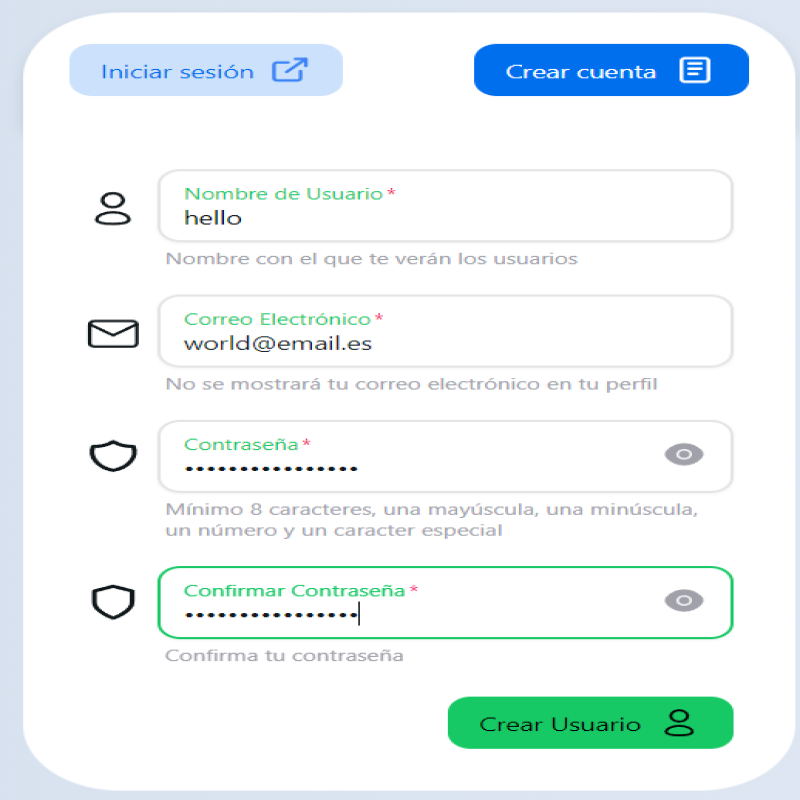 Iniciar sesión
Crear cuenta
Nombre de Usuario*
hello
Nombre con el que te verán los usuarios
Correo Electrónico*
world@email.es
No se mostrará tu correo electrónico en tu perfil
Contraseña*
••••••••••••••••
Mínimo 8 caracteres, una mayúscula, una minúscula,
un número y un caracter especial
Confirmar Contraseña*
••••••••••••••••
Confirma tu contraseña
Crear Usuario